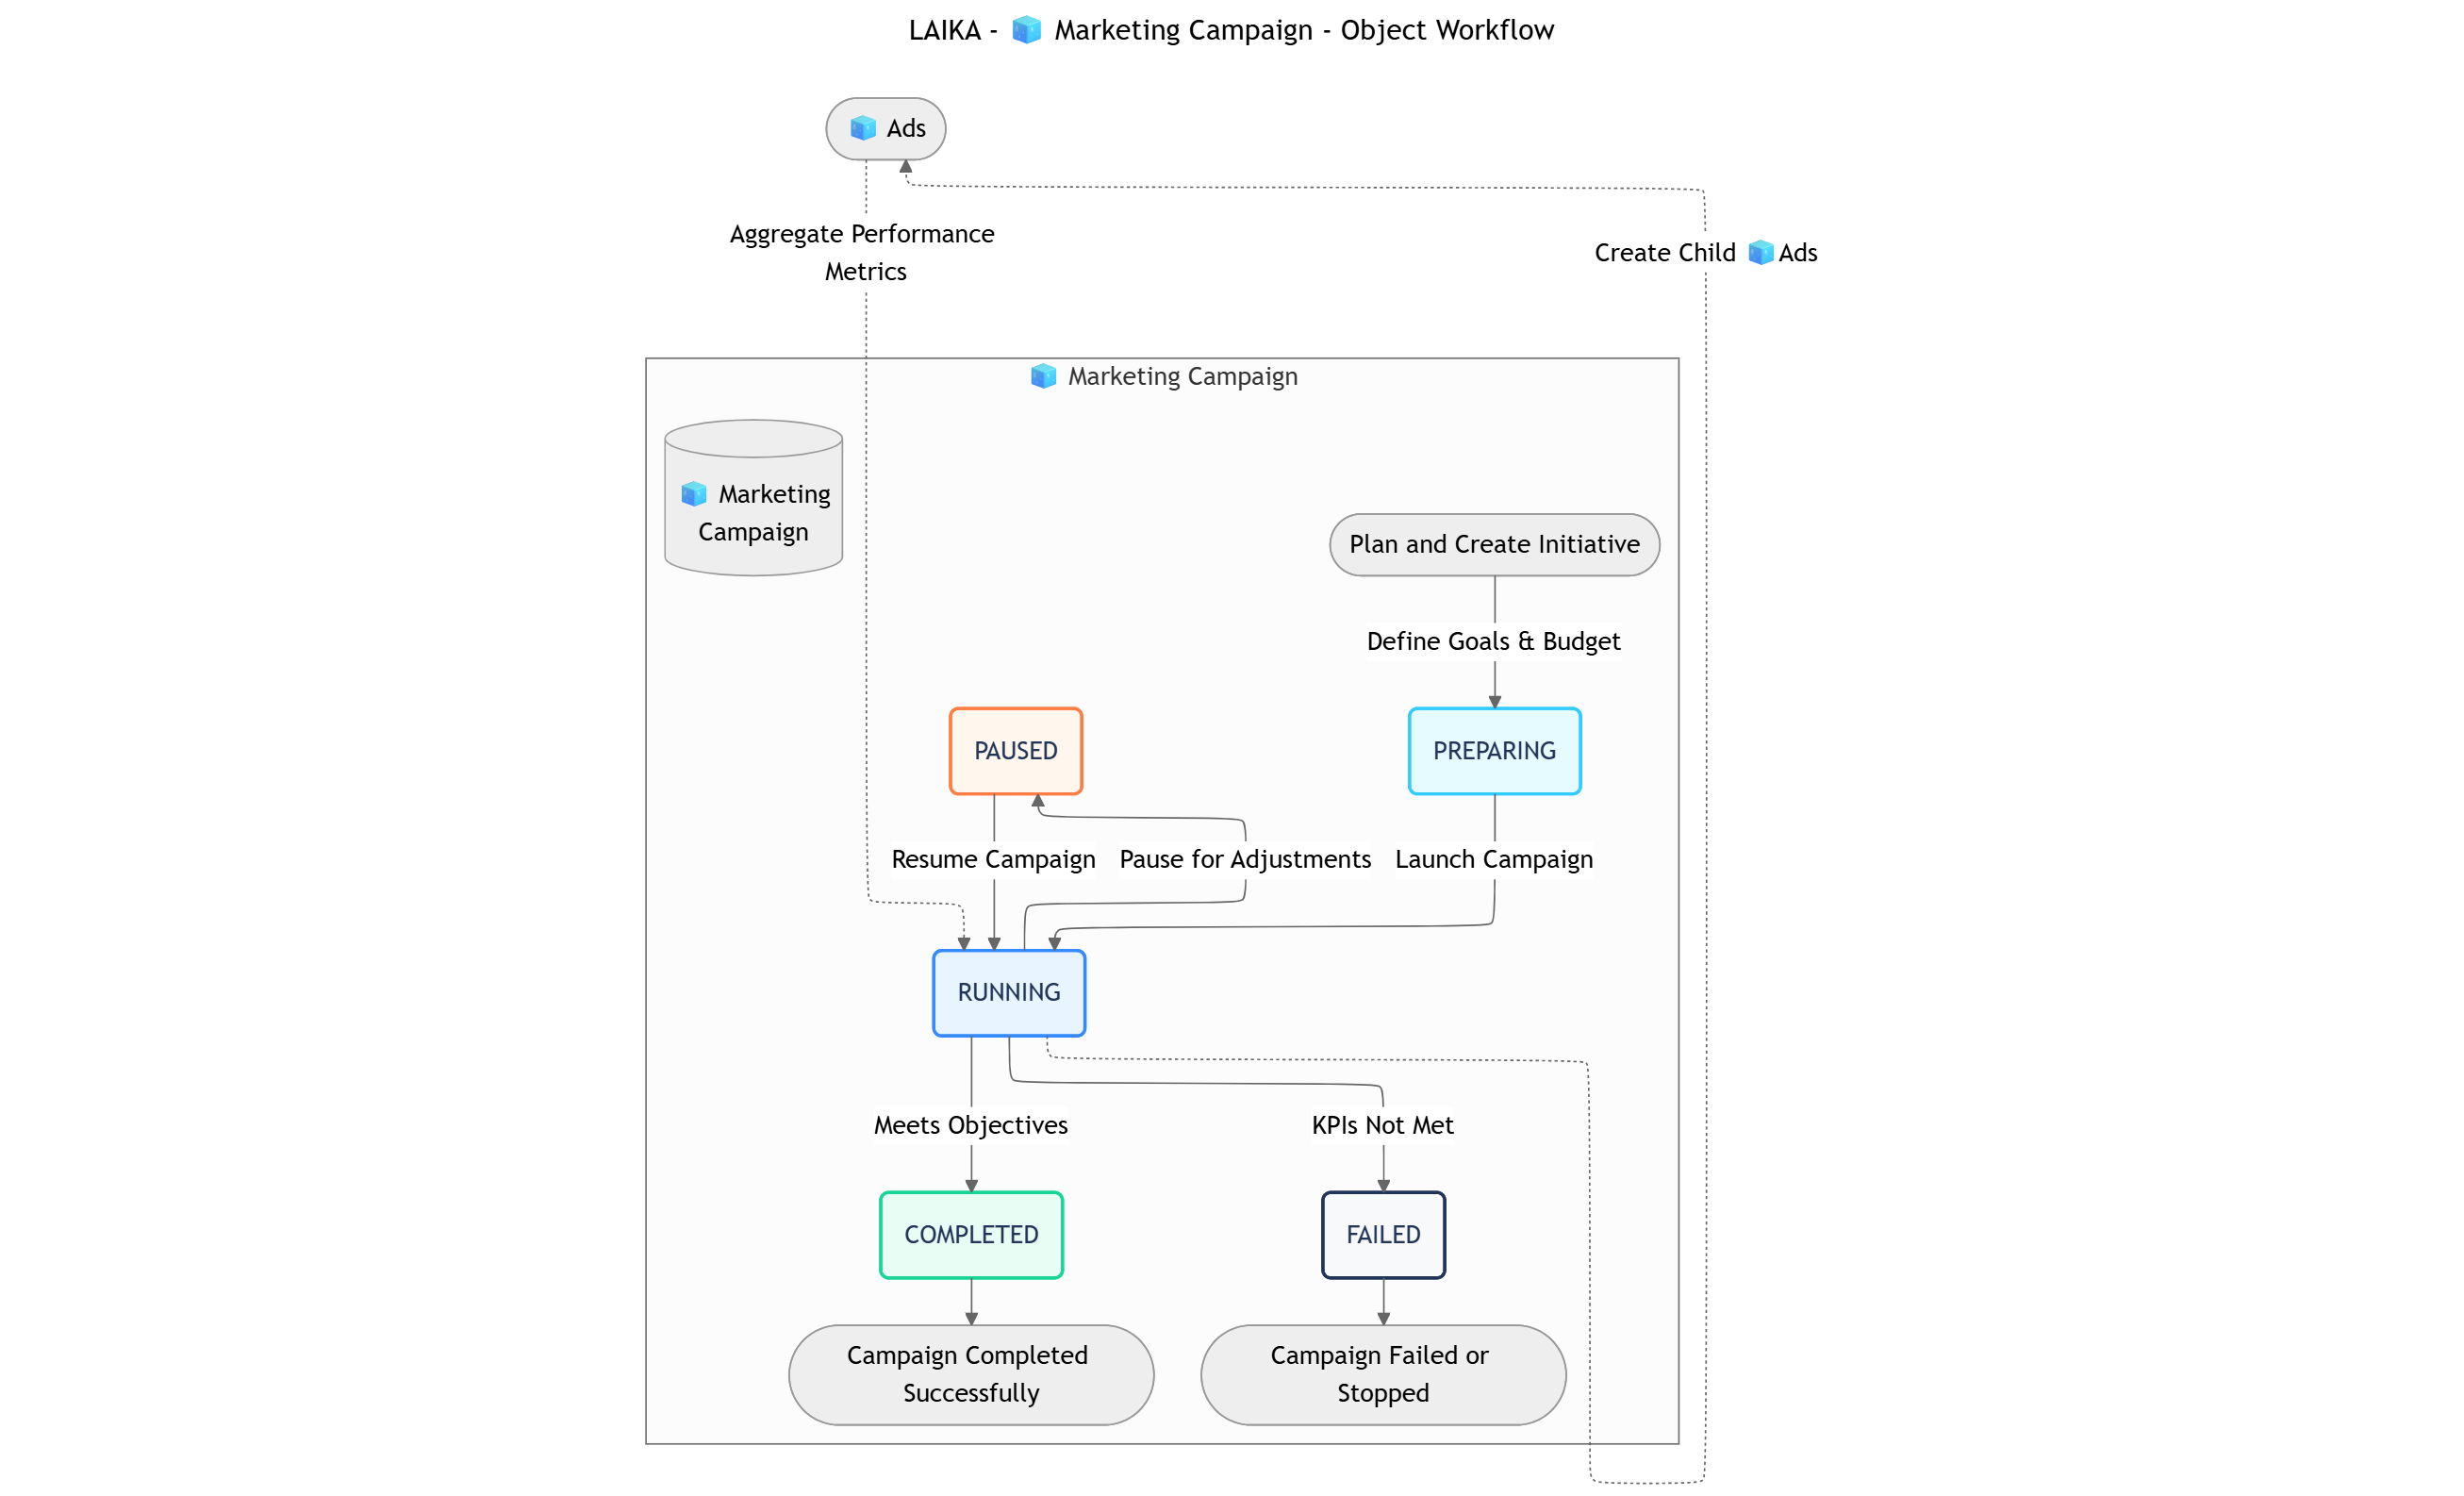 LAIKA - 🧊 Marketing Campaign - Object Workflow
🧊 Ads
Aggregate Performance
Metrics
Create Child 🧊 Ads
🧊 Marketing Campaign
🧊 Marketing
Campaign
Plan and Create Initiative
Define Goals & Budget
PAUSED
PREPARING
Resume Campaign
Pause for Adjustments
Launch Campaign
RUNNING
Meets Objectives
KPIs Not Met
COMPLETED
FAILED
Campaign Completed
Successfully
Campaign Failed or
Stopped